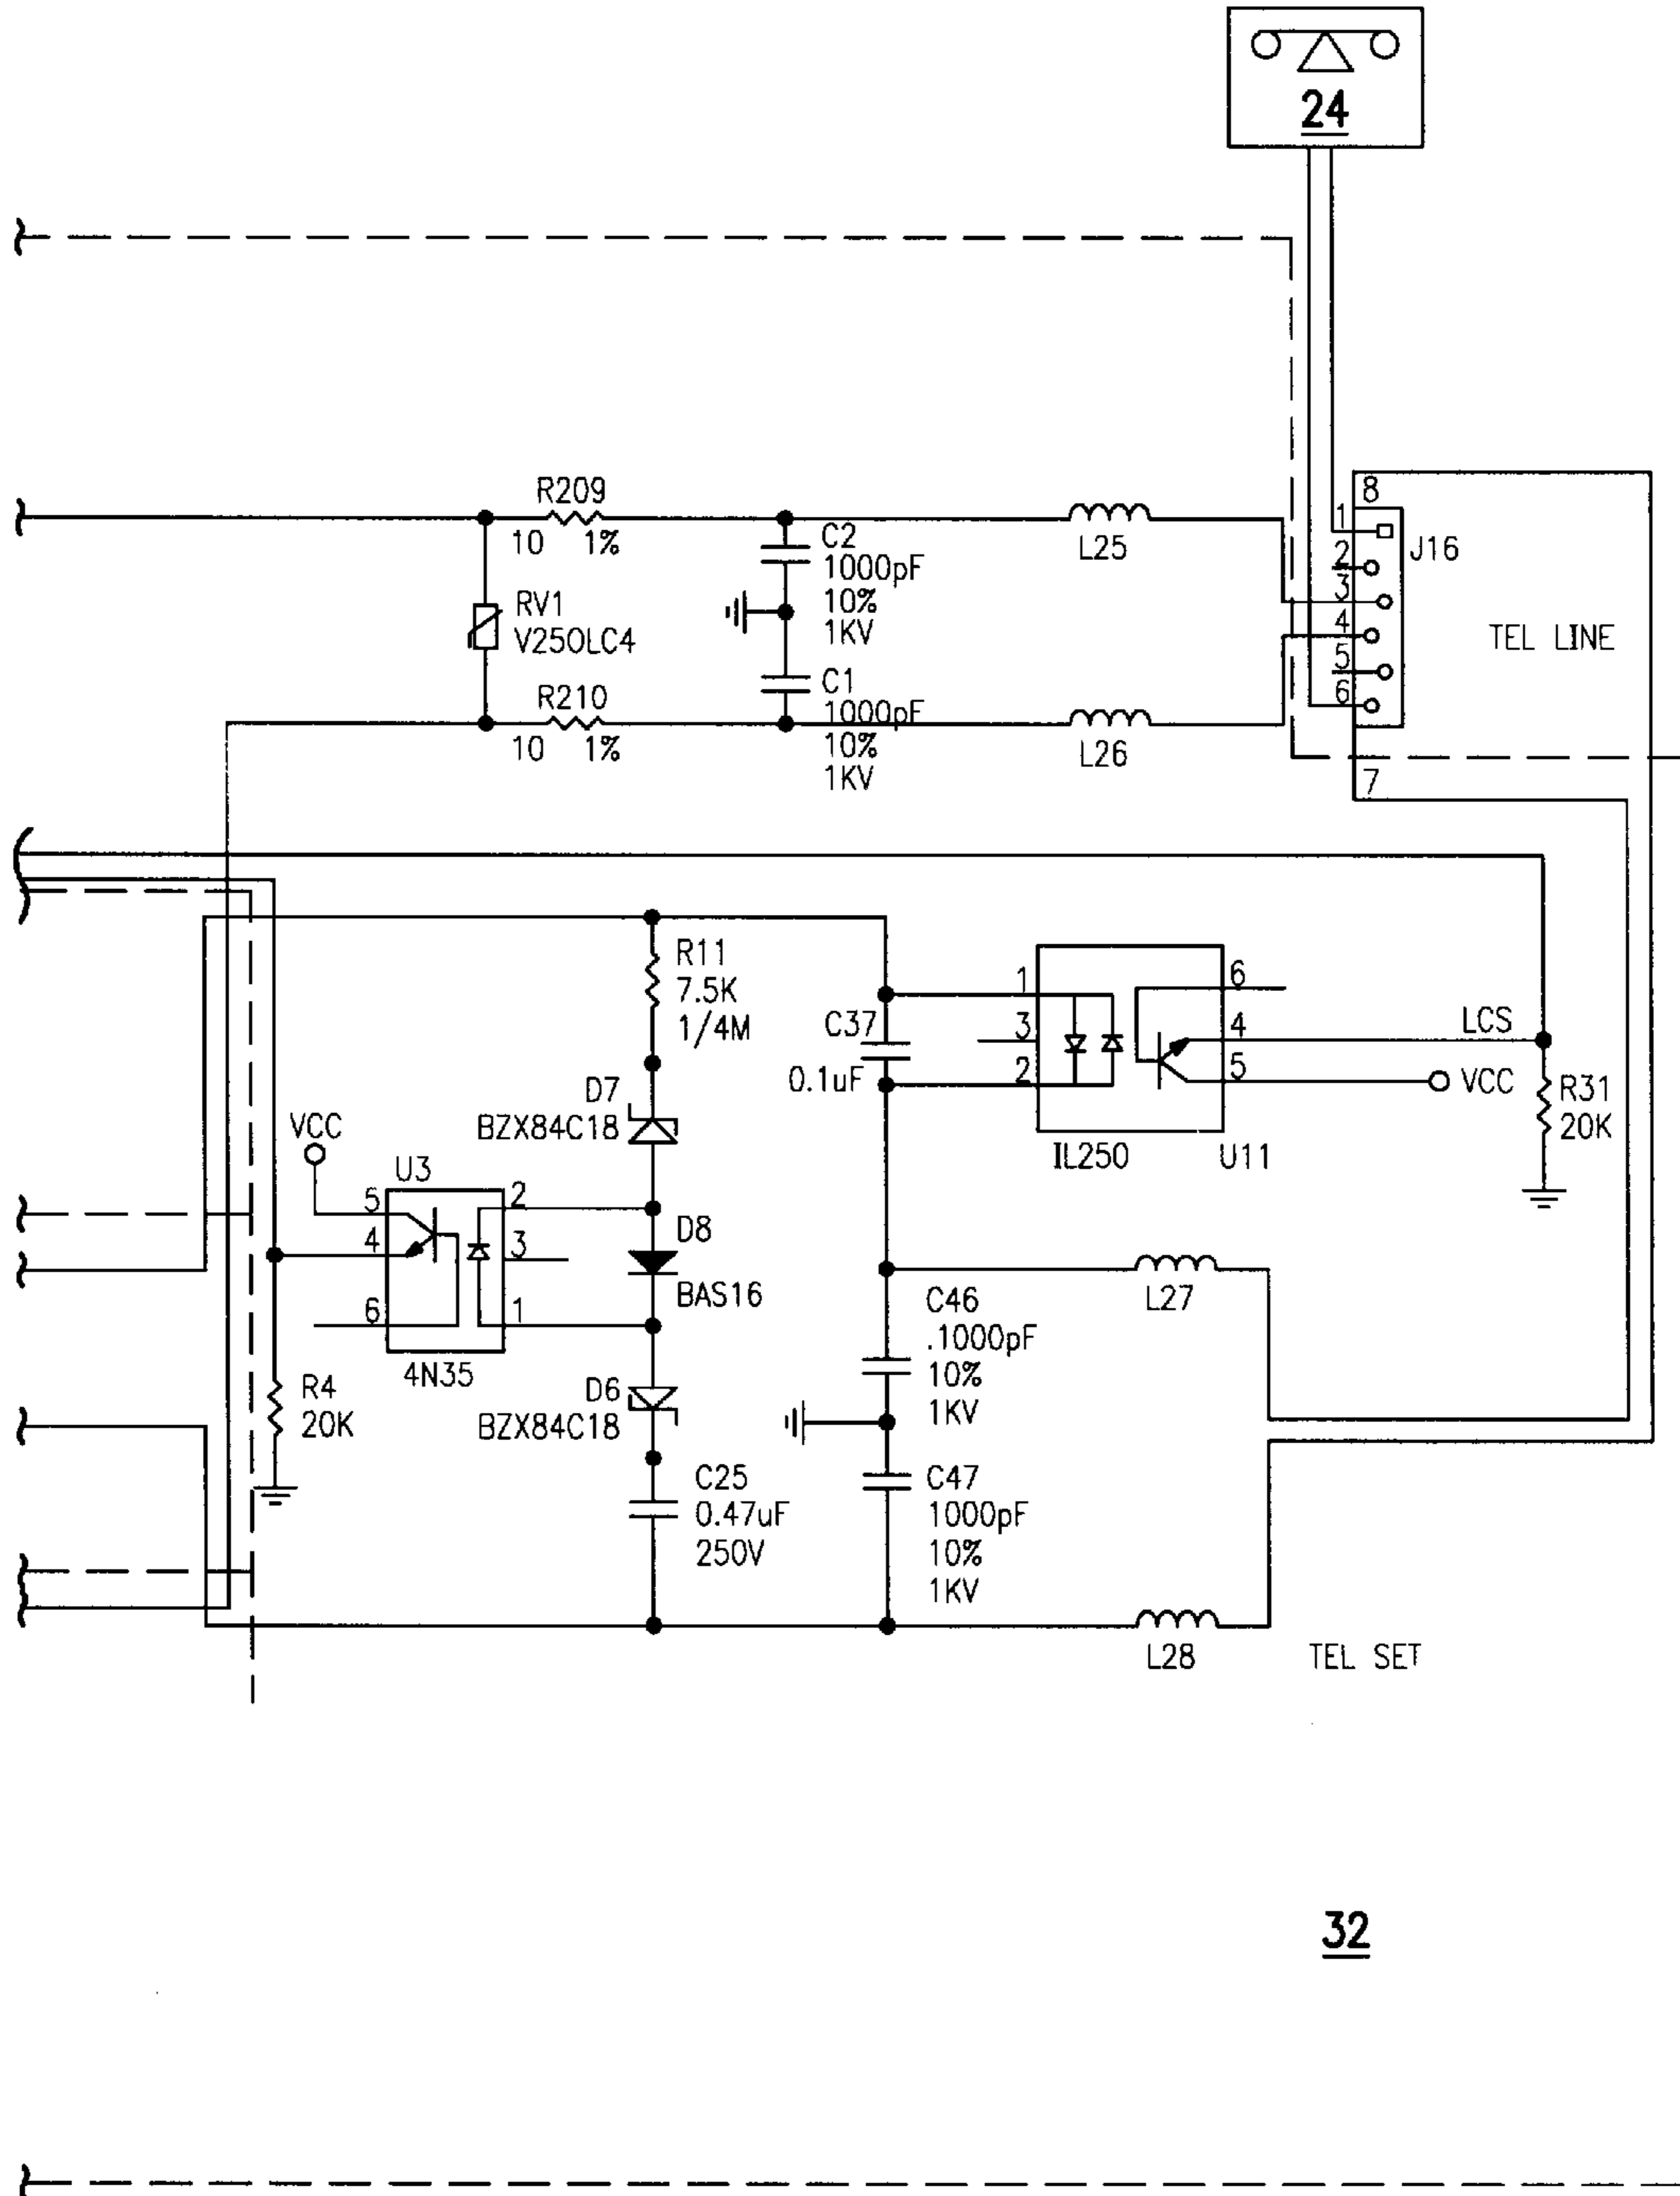 24
R209
10 1%
C2
1000pF
10%
1KV
L25
8
1
2
3
4
5
6
7
J16
TEL LINE
RV1
V250LC4
R210
10 1%
C1
1000pF
10%
1KV
L26
R11
7.5K
1/4M
C37
0.1uF
1
3
2
6
4
5
LCS
VCC
IL250
U11
R31
20K
D7
BZX84C18
VCC
U3
5
4
6
2
3
1
4N35
D8
BAS16
R4
20K
D6
BZX84C18
C25
0.47uF
250V
C46
.1000pF
10%
1KV
L27
C47
1000pF
10%
1KV
L28
TEL SET
32